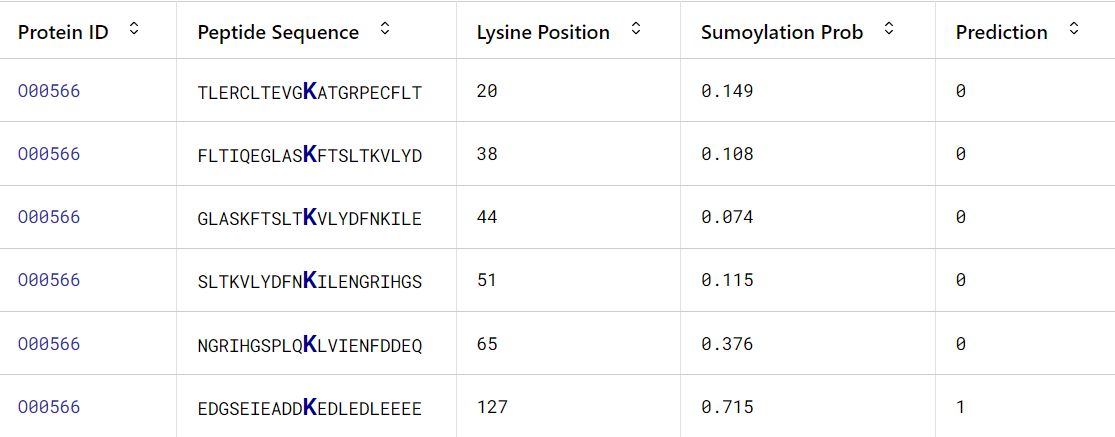 Protein ID Peptide Sequence Lysine Position Sumoylation Prob Prediction
O00566 TLERCLTEVGKATGRPECFLT 20 0.149 0
O00566 FLTIQEGLASKFTSLTKVLYD 38 0.108 0
O00566 GLASKFTSLTKVLYDFNKILE 44 0.074 0
O00566 SLTKVLYDFNKILENGRIHGS 51 0.115 0
O00566 NGRIHGSPLQKLVIENFDDEQ 65 0.376 0
O00566 EDGSEIEADDKEDLEDLEEEE 127 0.715 1